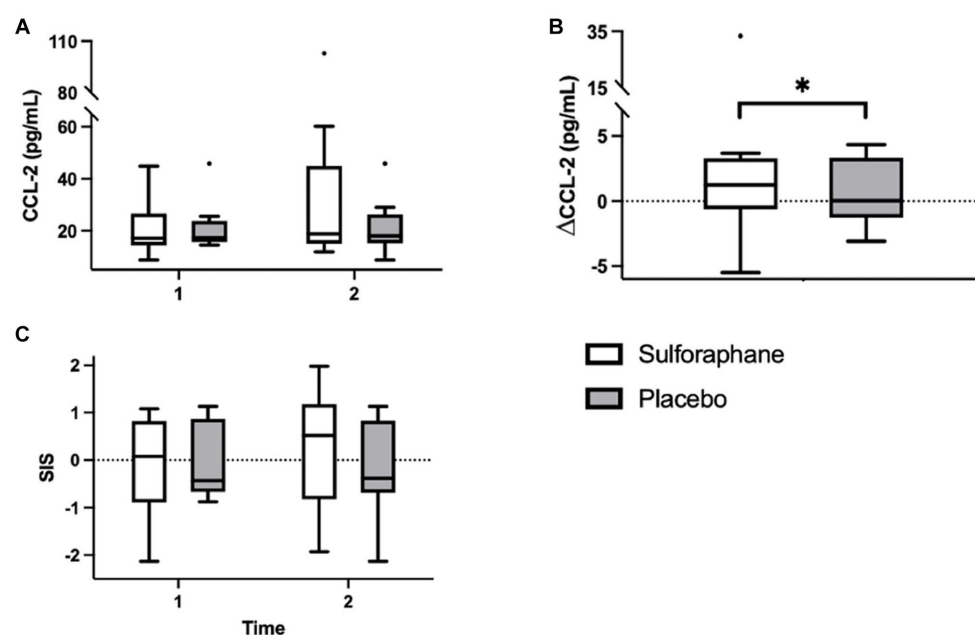 A
CCL-2 (pg/mL)
110
80
60
40
20
1
2
B
ΔCCL-2 (pg/mL)
35
15
5
0
-5
*
C
SIS
2
1
0
-1
-2
1
2
Time
Sulforaphane
Placebo